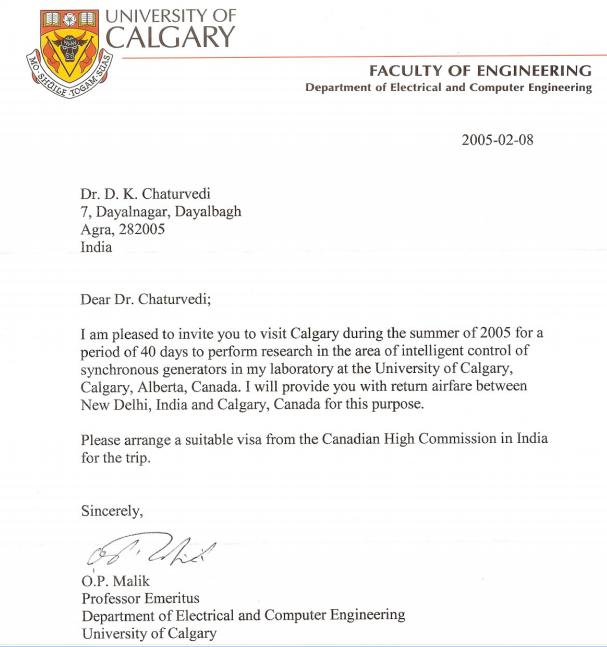 UNIVERSITY OF
CALGARY
MO·SHÙILE·TOGAM·SUAS
FACULTY OF ENGINEERING
Department of Electrical and Computer Engineering
2005-02-08
Dr. D. K. Chaturvedi
7, Dayalnagar, Dayalbagh
Agra, 282005
India
Dear Dr. Chaturvedi;
I am pleased to invite you to visit Calgary during the summer of 2005 for a
period of 40 days to perform research in the area of intelligent control of
synchronous generators in my laboratory at the University of Calgary,
Calgary, Alberta, Canada. I will provide you with return airfare between
New Delhi, India and Calgary, Canada for this purpose.
Please arrange a suitable visa from the Canadian High Commission in India
for the trip.
Sincerely,
O.P. Malik
Professor Emeritus
Department of Electrical and Computer Engineering
University of Calgary